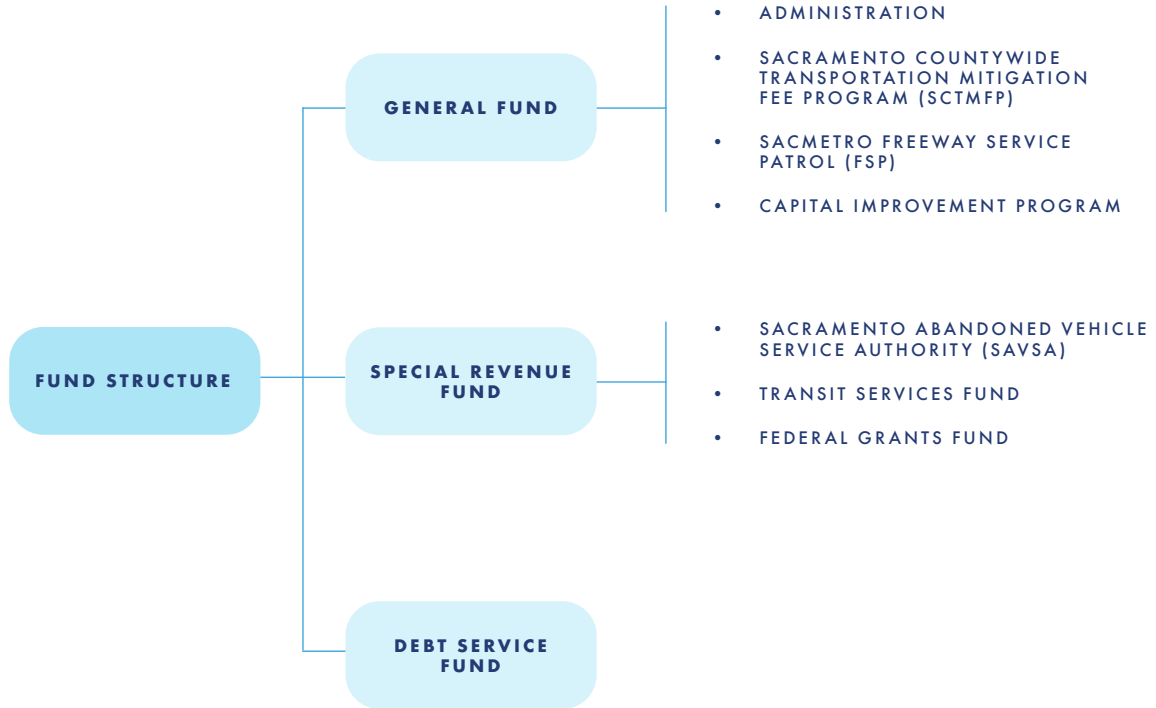 FUND STRUCTURE
GENERAL FUND
• ADMINISTRATION
• SACRAMENTO COUNTYWIDE
TRANSPORTATION MITIGATION
FEE PROGRAM (SCTMFP)
• SACMETRO FREEWAY SERVICE
PATROL (FSP)
• CAPITAL IMPROVEMENT PROGRAM
SPECIAL REVENUE
FUND
• SACRAMENTO ABANDONED VEHICLE
SERVICE AUTHORITY (SAVSA)
• TRANSIT SERVICES FUND
• FEDERAL GRANTS FUND
DEBT SERVICE
FUND